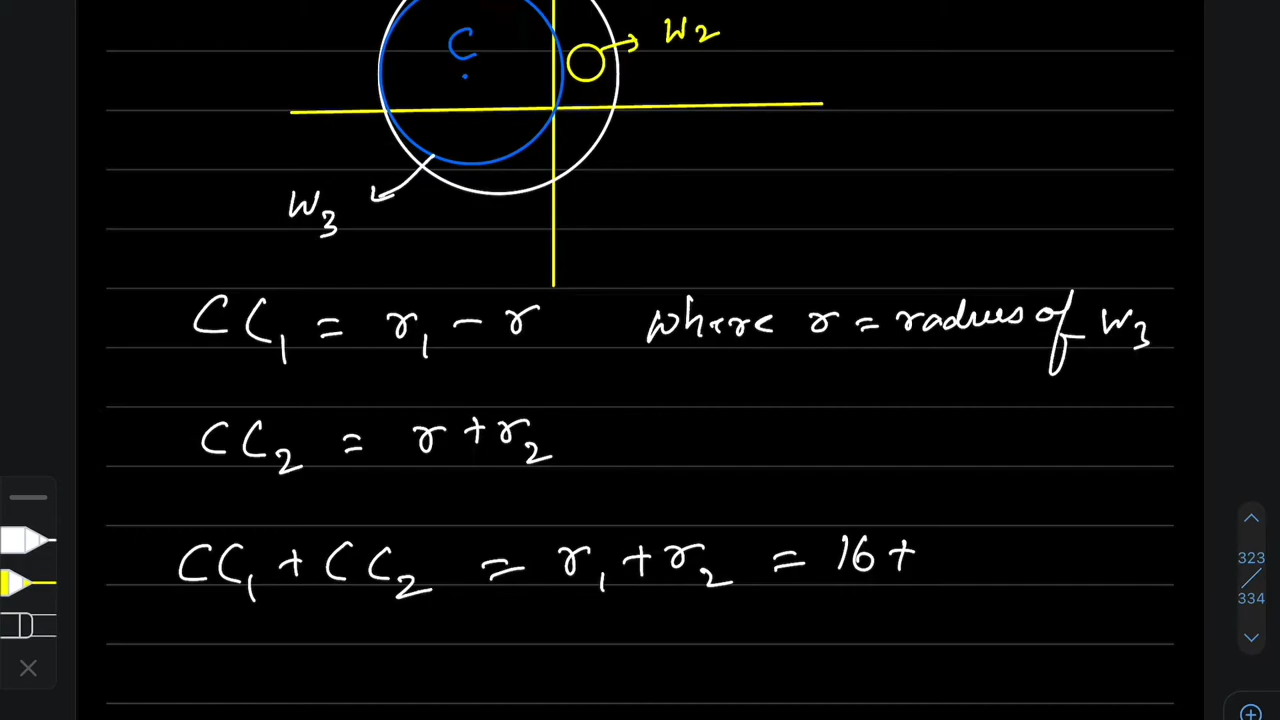 C
W2
W3
CC1 = r1 - r where r = radius of W3
CC2 = r + r2
CC1 + CC2 = r1 + r2 = 16 +
323
334